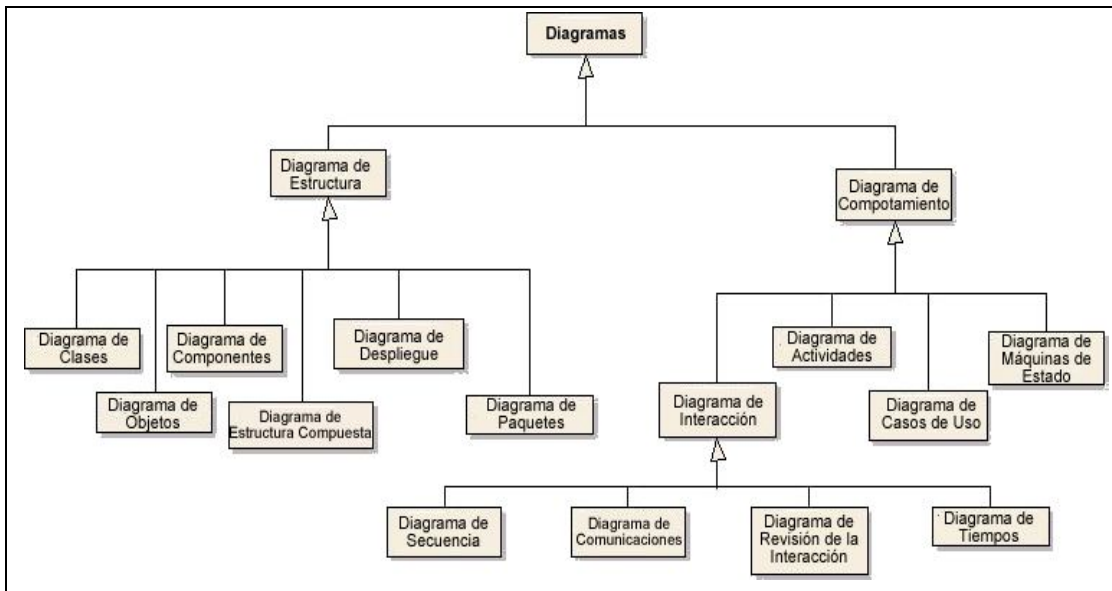 Diagramas
Diagrama de
Estructura
Diagrama de
Compotamiento
Diagrama de
Clases
Diagrama de
Objetos
Diagrama de
Componentes
Diagrama de
Estructura Compuesta
Diagrama de
Despliegue
Diagrama de
Paquetes
Diagrama de
Interacción
Diagrama de
Actividades
Diagrama de
Casos de Uso
Diagrama de
Máquinas de
Estado
Diagrama de
Secuencia
Diagrama de
Comunicaciones
Diagrama de
Revisión de la
Interacción
Diagrama de
Tiempos